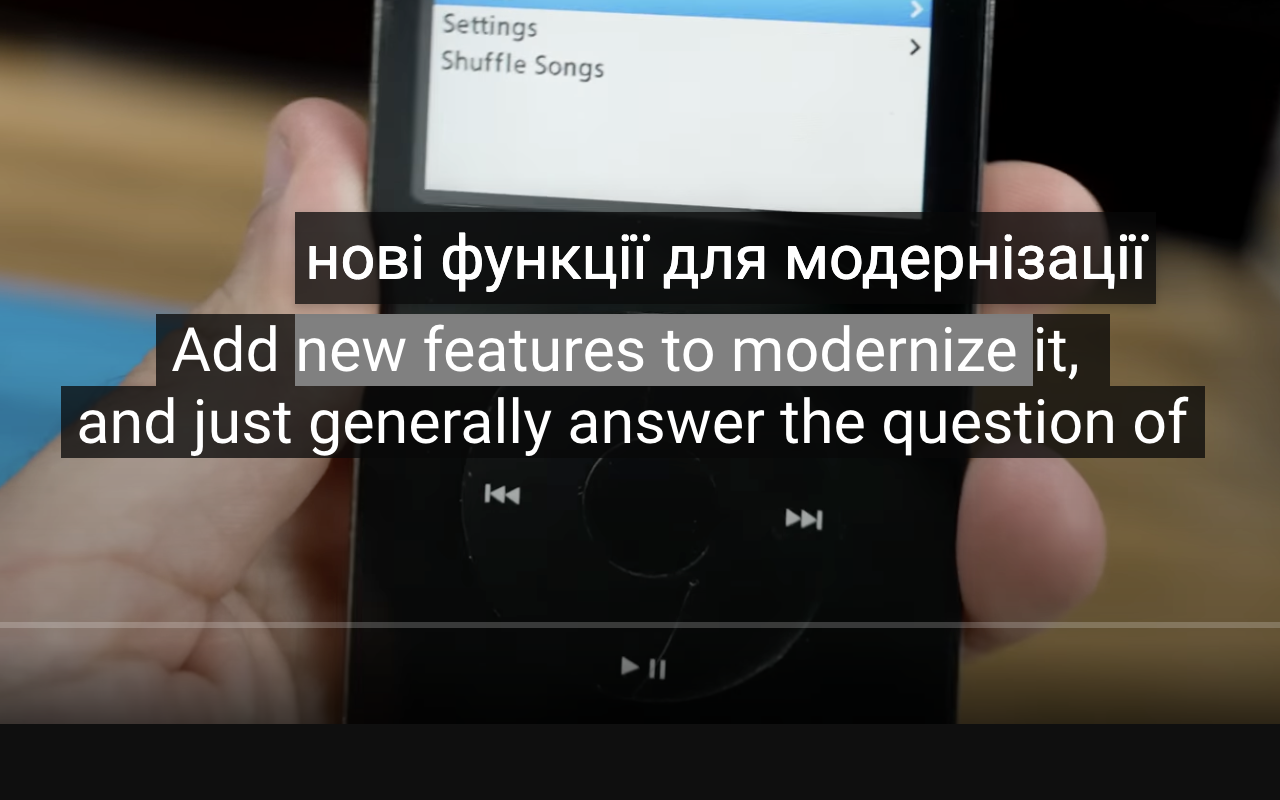 Settings
Shuffle Songs
нові функції для модернізації
Add new features to modernize it,
and just generally answer the question of